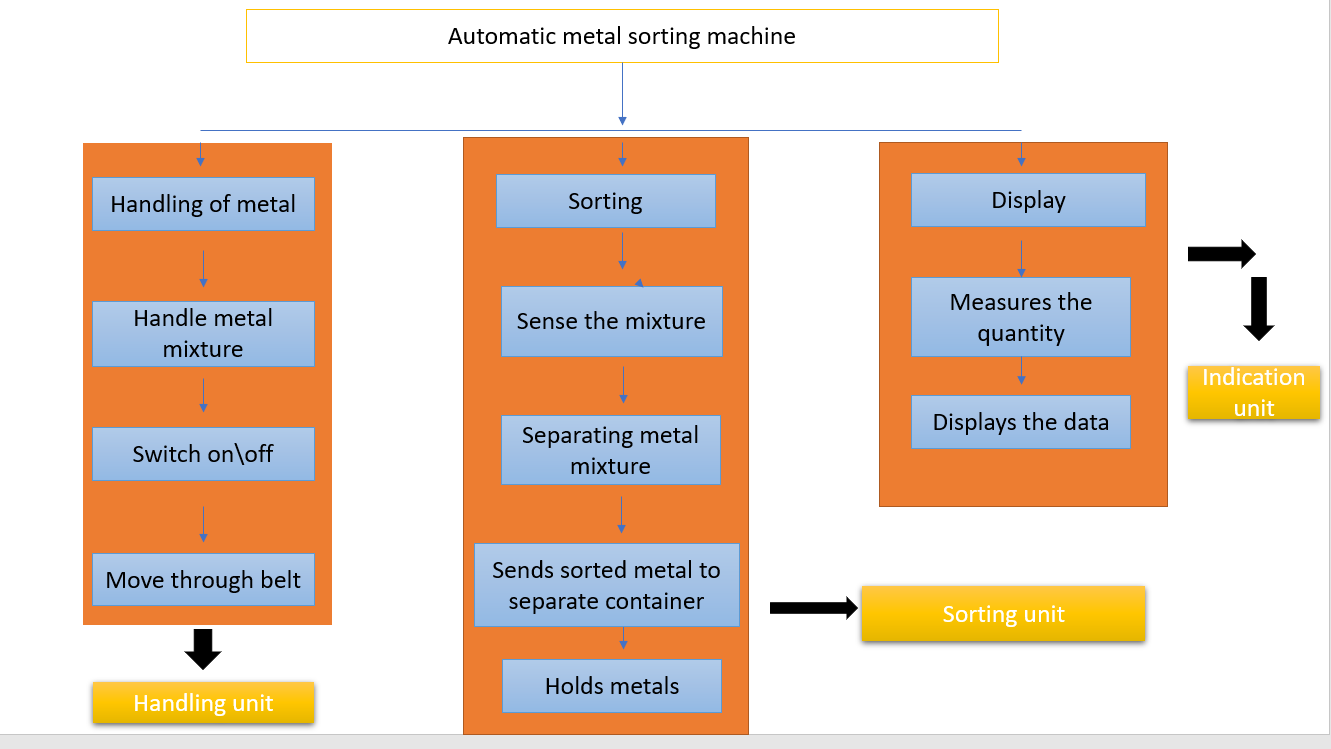 Automatic metal sorting machine
Handling of metal
Handle metal
mixture
Switch on\off
Move through belt
Handling unit
Sorting
Sense the mixture
Separating metal
mixture
Sends sorted metal to
separate container
Holds metals
Sorting unit
Display
Measures the
quantity
Displays the data
Indication
unit